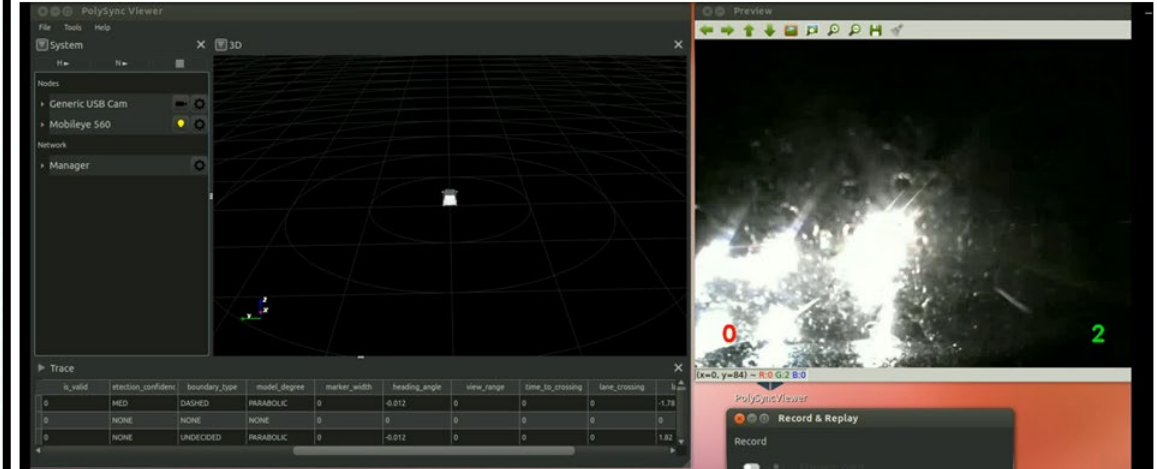 PolySync Viewer
File Tools Help
System
3D
H
N
Nodes
Generic USB Cam
Mobileye 560
Network
Manager
z
x
y
Trace
is_valid etection_confidenc boundary_type model_degree marker_width heading_angle view_range time_to_crossing lane_crossing
0 MED DASHED PARABOLIC 0 -0.012 0 0 0 -1.78
0 NONE NONE NONE 0 0 0 0 0 0
0 NONE UNDECIDED PARABOLIC 0 -0.012 0 0 0 1.82
Preview
0
2
(x=0, y=84) ~ R:0 G:2 B:0
PolySyncViewer
Record & Replay
Record